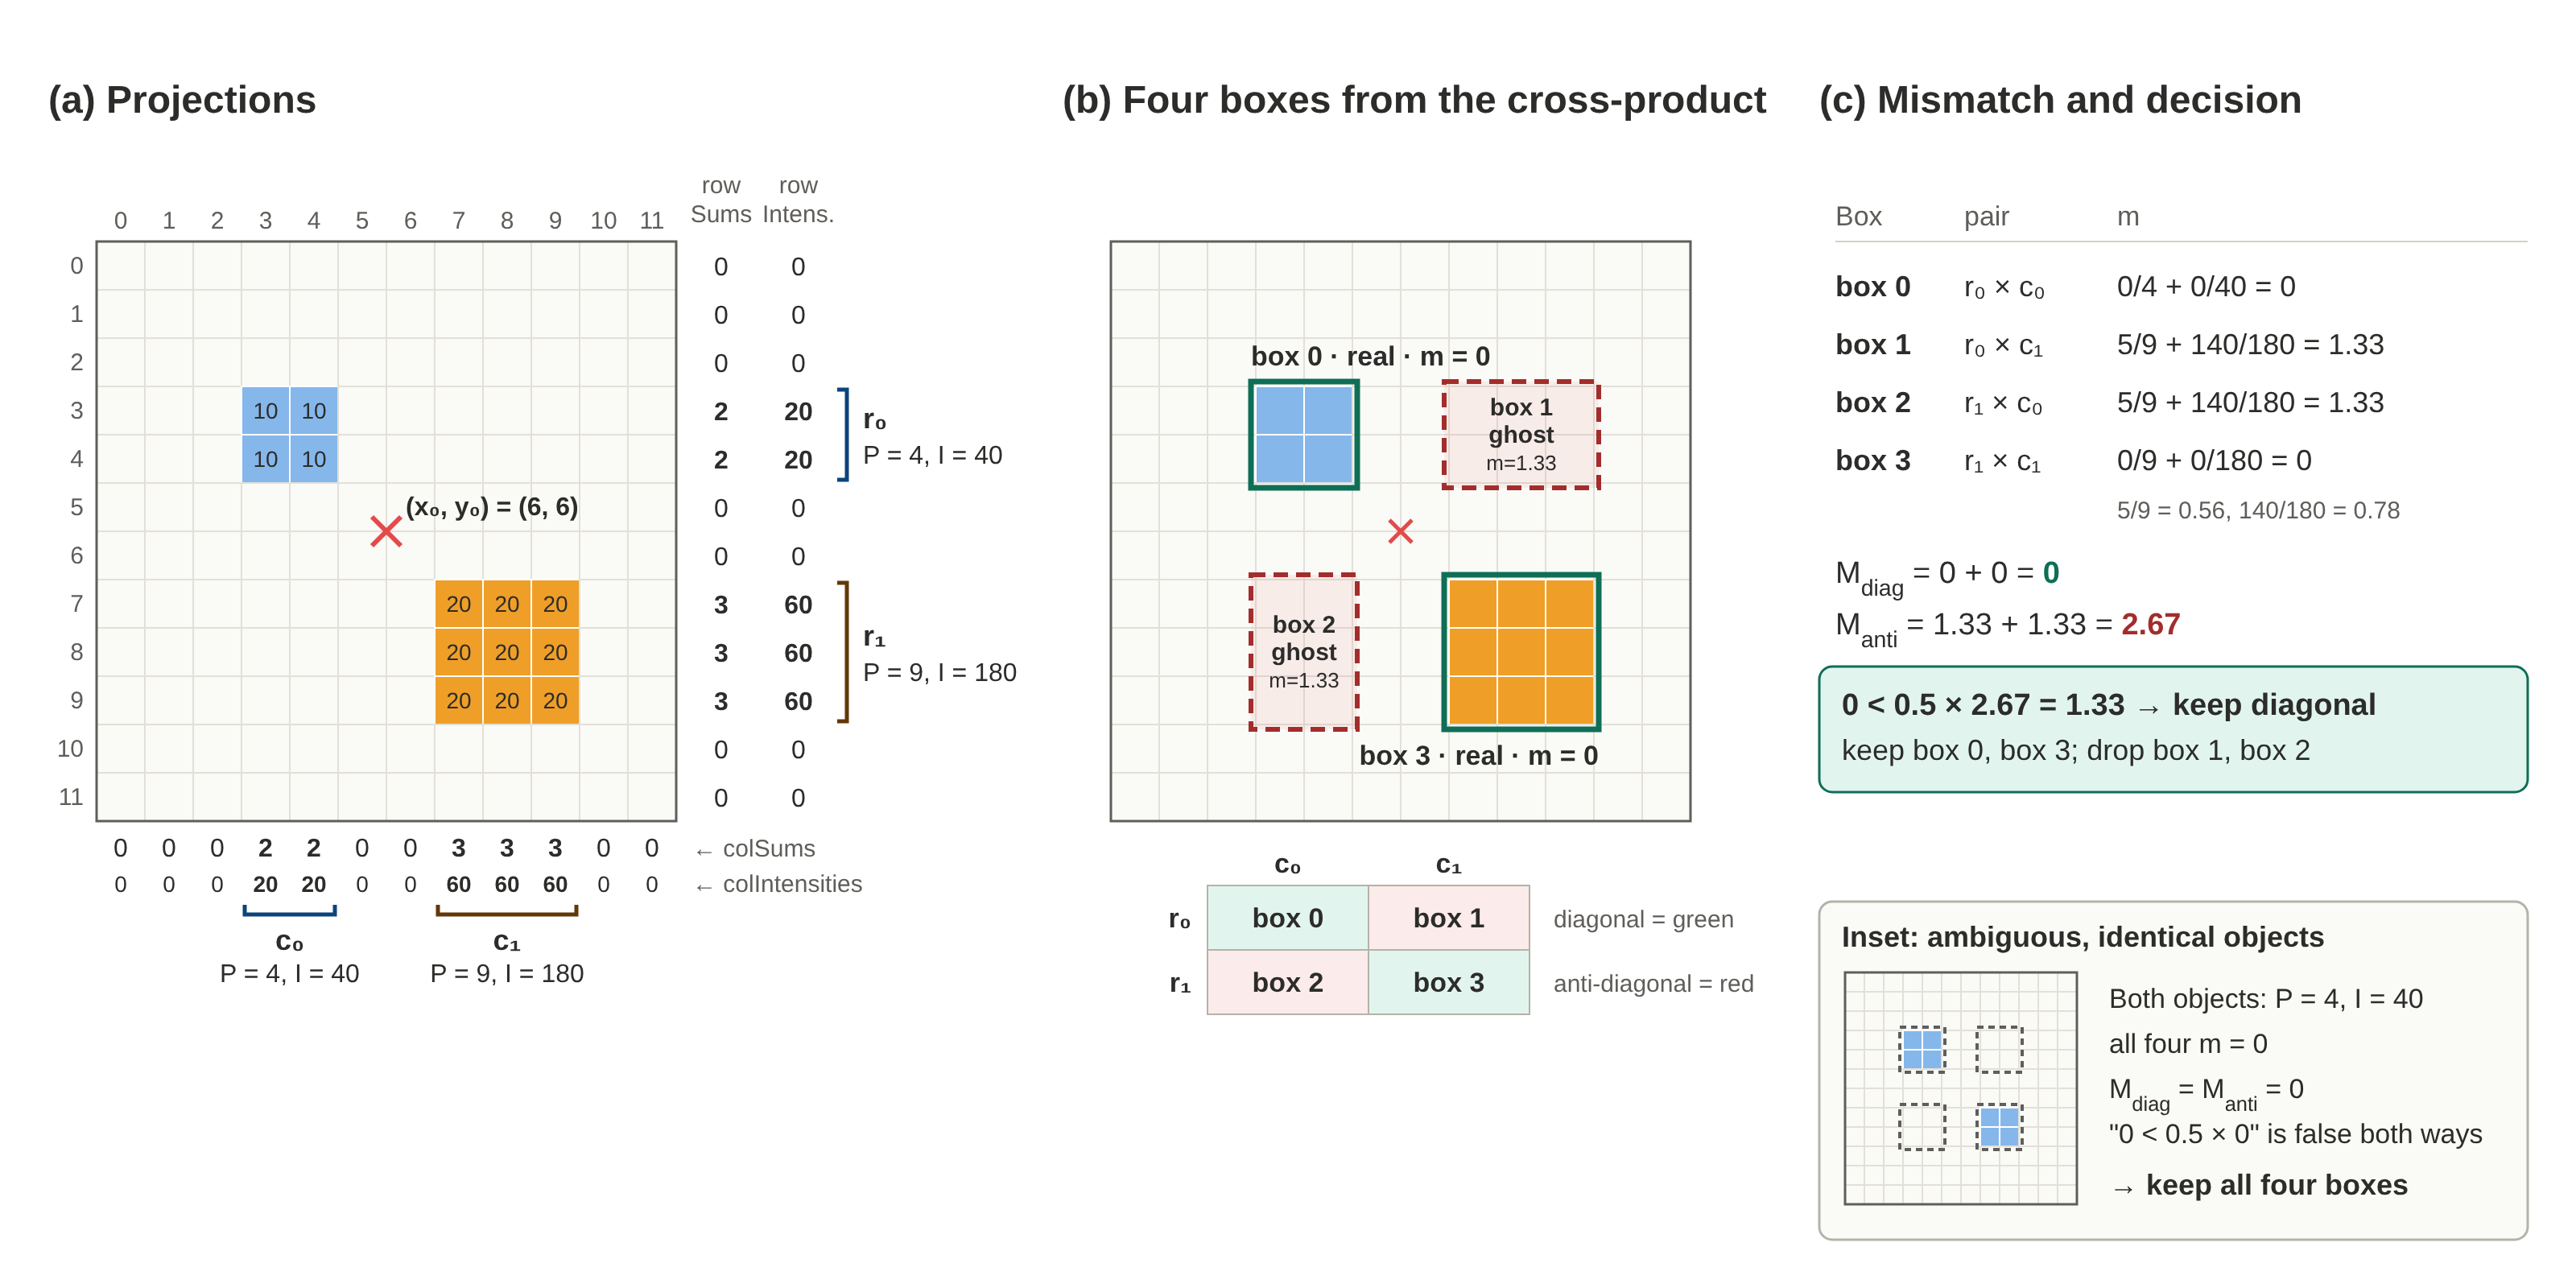 (a) Projections
row row
Sums Intens.
0 1 2 3 4 5 6 7 8 9 10 11
0 0 0
1 0 0
2 0 0
3 10 10 2 20
r₀
P = 4, I = 40
4 10 10 2 20
5 (x₀, y₀) = (6, 6) 0 0
6 0 0
7 20 20 20 3 60
r₁
8 20 20 20 3 60
P = 9, I = 180
9 20 20 20 3 60
10 0 0
11 0 0
0 0 0 2 2 0 0 3 3 3 0 0 ← colSums
0 0 0 20 20 0 0 60 60 60 0 0 ← colIntensities
c₀ c₁
P = 4, I = 40 P = 9, I = 180
(b) Four boxes from the cross-product
box 0 · real · m = 0
box 1
ghost
m=1.33
box 2
ghost
m=1.33
box 3 · real · m = 0
c₀ c₁
r₀ box 0 box 1 diagonal = green
r₁ box 2 box 3 anti-diagonal = red
(c) Mismatch and decision
Box pair m
box 0 r₀ × c₀ 0/4 + 0/40 = 0
box 1 r₀ × c₁ 5/9 + 140/180 = 1.33
box 2 r₁ × c₀ 5/9 + 140/180 = 1.33
box 3 r₁ × c₁ 0/9 + 0/180 = 0
5/9 = 0.56, 140/180 = 0.78
Mdiag = 0 + 0 = 0
Manti = 1.33 + 1.33 = 2.67
0 < 0.5 × 2.67 = 1.33 → keep diagonal
keep box 0, box 3; drop box 1, box 2
Inset: ambiguous, identical objects
Both objects: P = 4, I = 40
all four m = 0
Mdiag = Manti = 0
"0 < 0.5 × 0" is false both ways
→ keep all four boxes